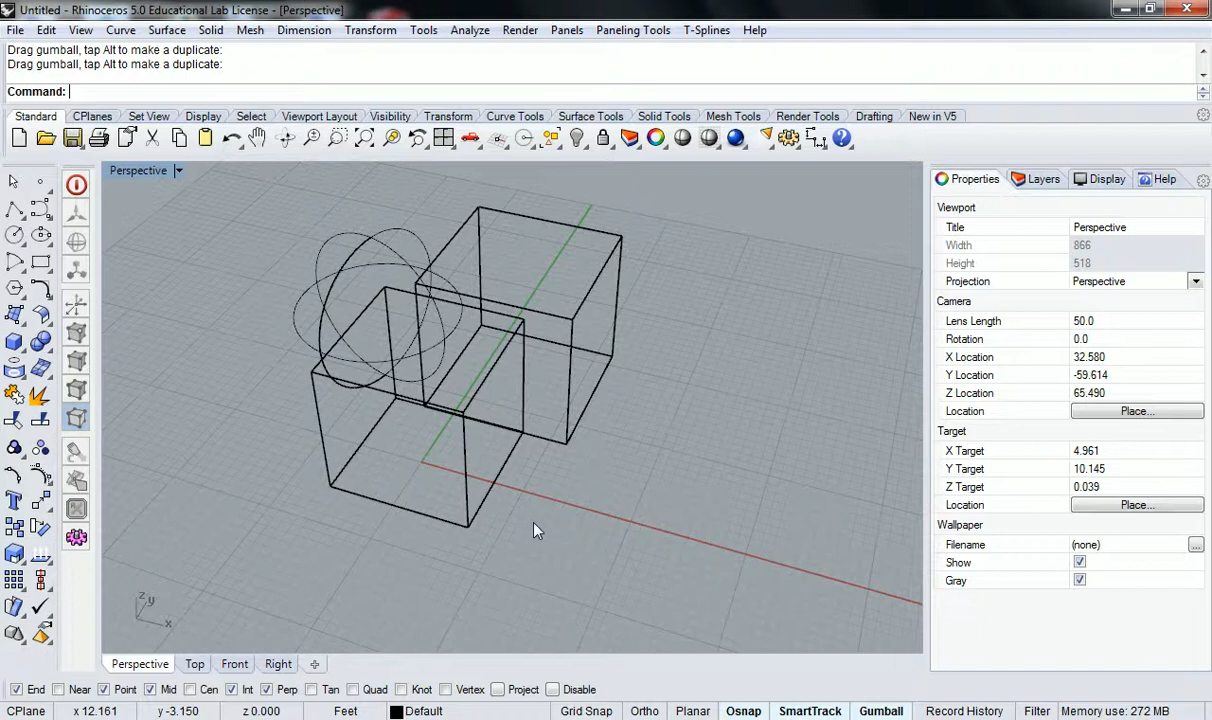 Untitled - Rhinoceros 5.0 Educational Lab License - [Perspective]
File Edit View Curve Surface Solid Mesh Dimension Transform Tools Analyze Render Panels Paneling Tools T-Splines Help
Drag gumball, tap Alt to make a duplicate:
Drag gumball, tap Alt to make a duplicate:
Command:
Standard CPlanes Set View Display Select Viewport Layout Visibility Transform Curve Tools Surface Tools Solid Tools Mesh Tools Render Tools Drafting New in V5
Perspective
Properties Layers Display Help
Viewport
Title Perspective
Width 866
Height 518
Projection Perspective
Camera
Lens Length 50.0
Rotation 0.0
X Location 32.580
Y Location -59.614
Z Location 65.490
Location Place...
Target
X Target 4.961
Y Target 10.145
Z Target 0.039
Location Place...
Wallpaper
Filename (none) ...
Show
Gray
z y x
Perspective Top Front Right
End Near Point Mid Cen Int Perp Tan Quad Knot Vertex Project Disable
CPlane x 12.161 y -3.150 z 0.000 Feet Default Grid Snap Ortho Planar Osnap SmartTrack Gumball Record History Filter Memory use: 272 MB